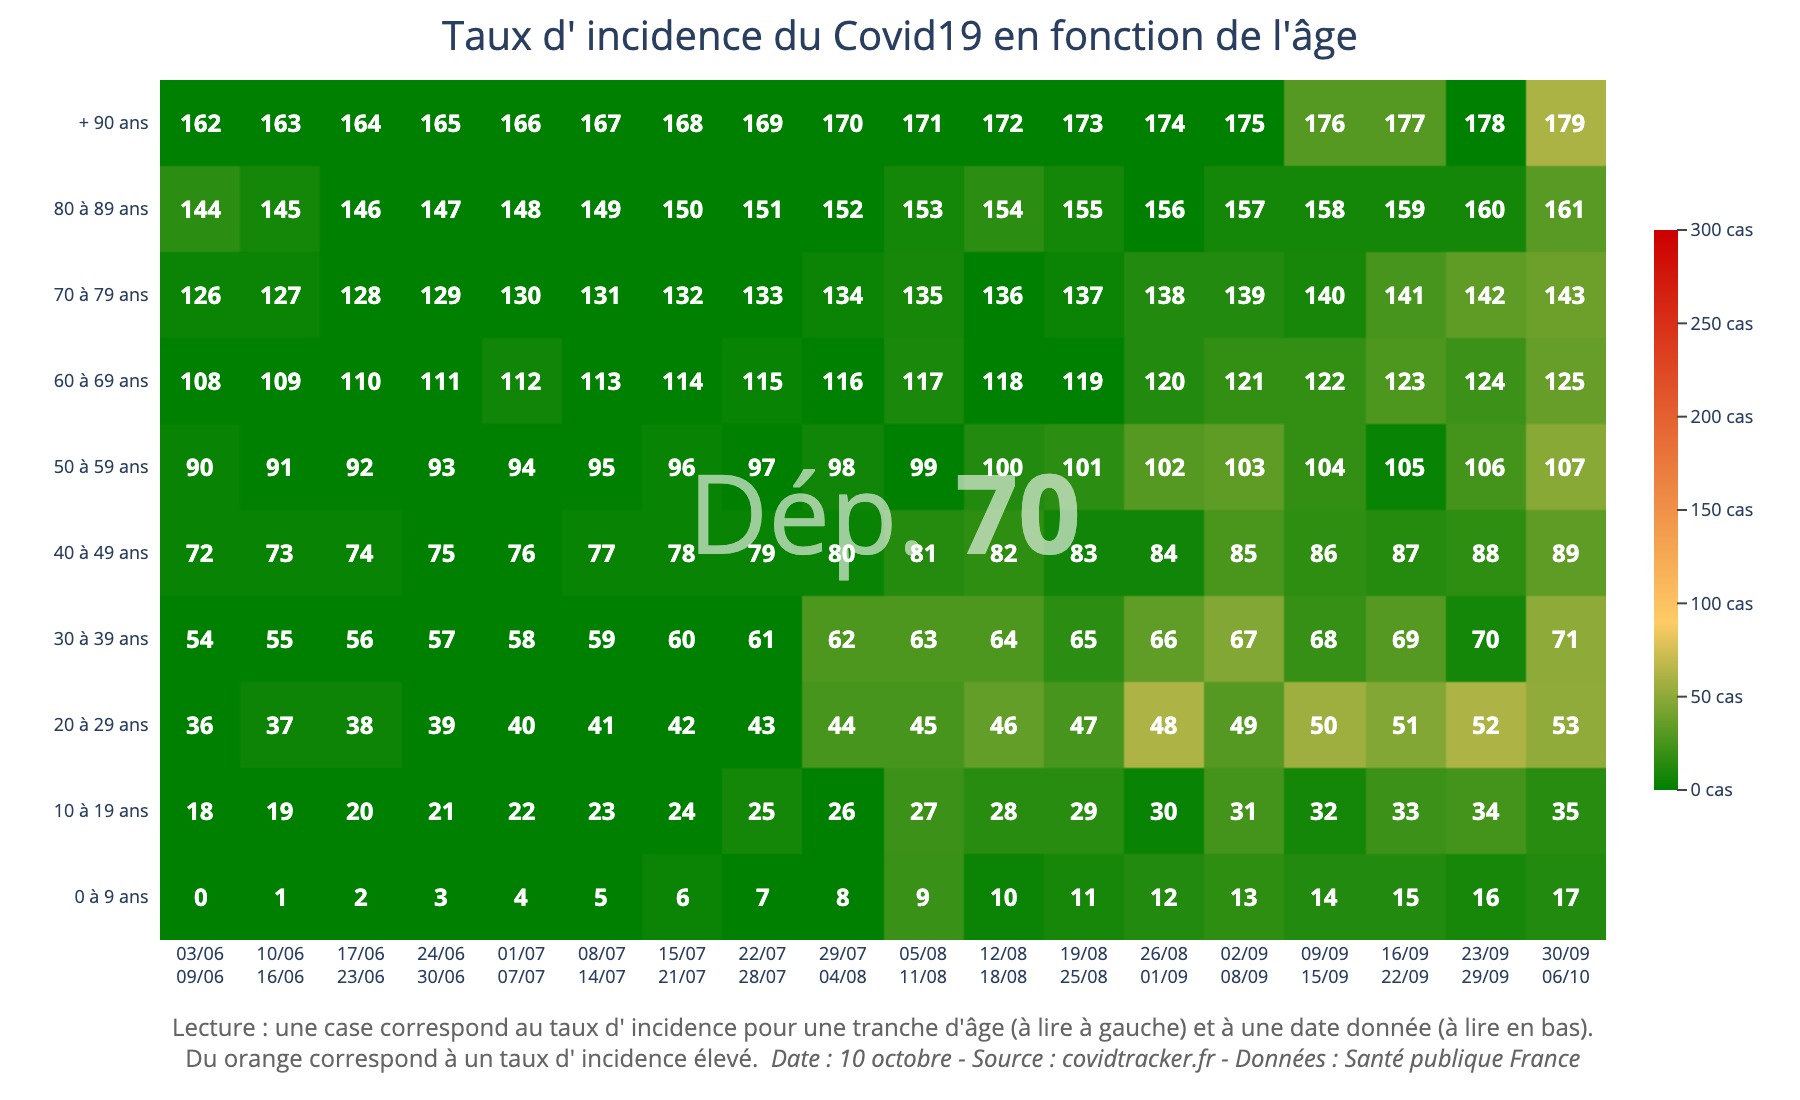 Taux d' incidence du Covid19 en fonction de l'âge
+ 90 ans 162 163 164 165 166 167 168 169 170 171 172 173 174 175 176 177 178 179
80 à 89 ans 144 145 146 147 148 149 150 151 152 153 154 155 156 157 158 159 160 161
300 cas
70 à 79 ans 126 127 128 129 130 131 132 133 134 135 136 137 138 139 140 141 142 143
250 cas
60 à 69 ans 108 109 110 111 112 113 114 115 116 117 118 119 120 121 122 123 124 125
200 cas
50 à 59 ans 90 91 92 93 94 95 96 97 98 99 100 101 102 103 104 105 106 107
Dép. 70
150 cas
40 à 49 ans 72 73 74 75 76 77 78 79 80 81 82 83 84 85 86 87 88 89
100 cas
30 à 39 ans 54 55 56 57 58 59 60 61 62 63 64 65 66 67 68 69 70 71
50 cas
20 à 29 ans 36 37 38 39 40 41 42 43 44 45 46 47 48 49 50 51 52 53
0 cas
10 à 19 ans 18 19 20 21 22 23 24 25 26 27 28 29 30 31 32 33 34 35
0 à 9 ans 0 1 2 3 4 5 6 7 8 9 10 11 12 13 14 15 16 17
03/06 10/06 17/06 24/06 01/07 08/07 15/07 22/07 29/07 05/08 12/08 19/08 26/08 02/09 09/09 16/09 23/09 30/09
09/06 16/06 23/06 30/06 07/07 14/07 21/07 28/07 04/08 11/08 18/08 25/08 01/09 08/09 15/09 22/09 29/09 06/10
Lecture : une case correspond au taux d' incidence pour une tranche d'âge (à lire à gauche) et à une date donnée (à lire en bas).
Du orange correspond à un taux d' incidence élevé. Date : 10 octobre - Source : covidtracker.fr - Données : Santé publique France